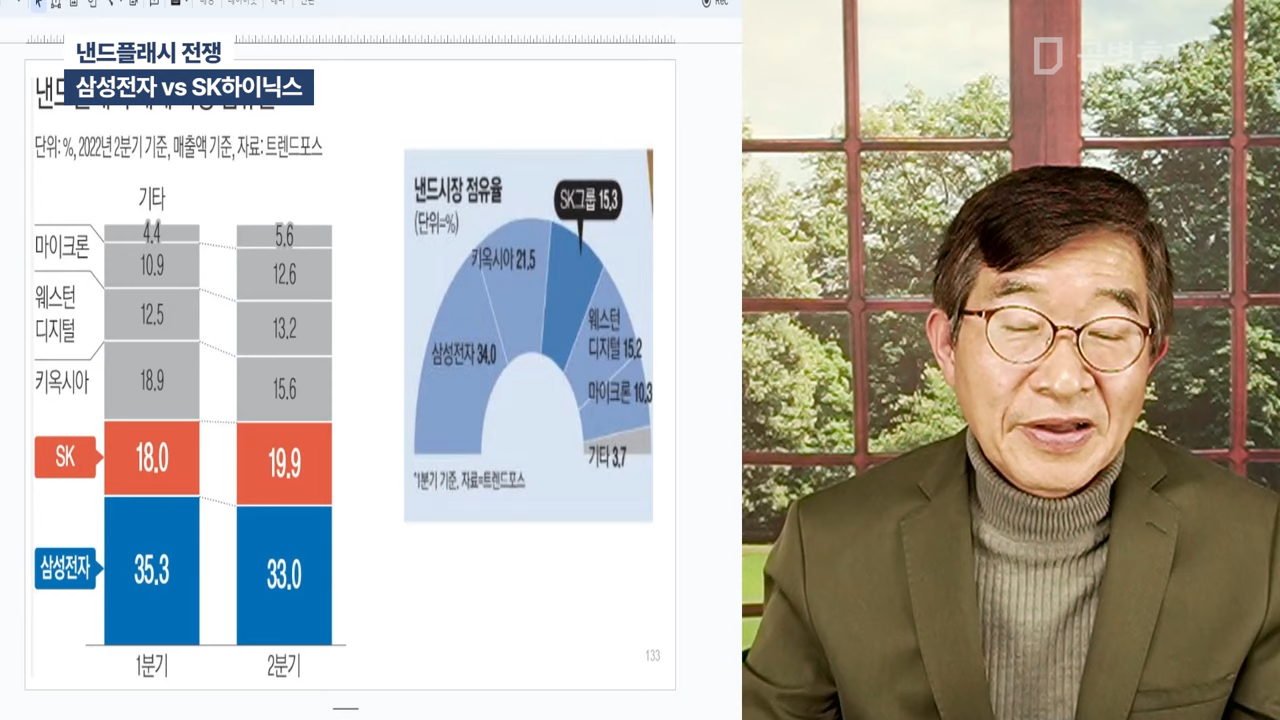 낸드플래시 전쟁
삼성전자 vs SK하이닉스
단위: %, 2022년 2분기 기준, 매출액 기준, 자료: 트렌드포스
기타
4.4
5.6
마이크론
10.9
12.6
웨스턴
디지털
12.5
13.2
키옥시아
18.9
15.6
SK
18.0
19.9
삼성전자
35.3
33.0
1분기
2분기
낸드시장 점유율
(단위=%)
SK그룹 15.3
키옥시아 21.5
삼성전자 34.0
웨스턴
디지털 15.2
마이크론 10.3
기타 3.7
*1분기 기준, 자료=트렌드포스
133